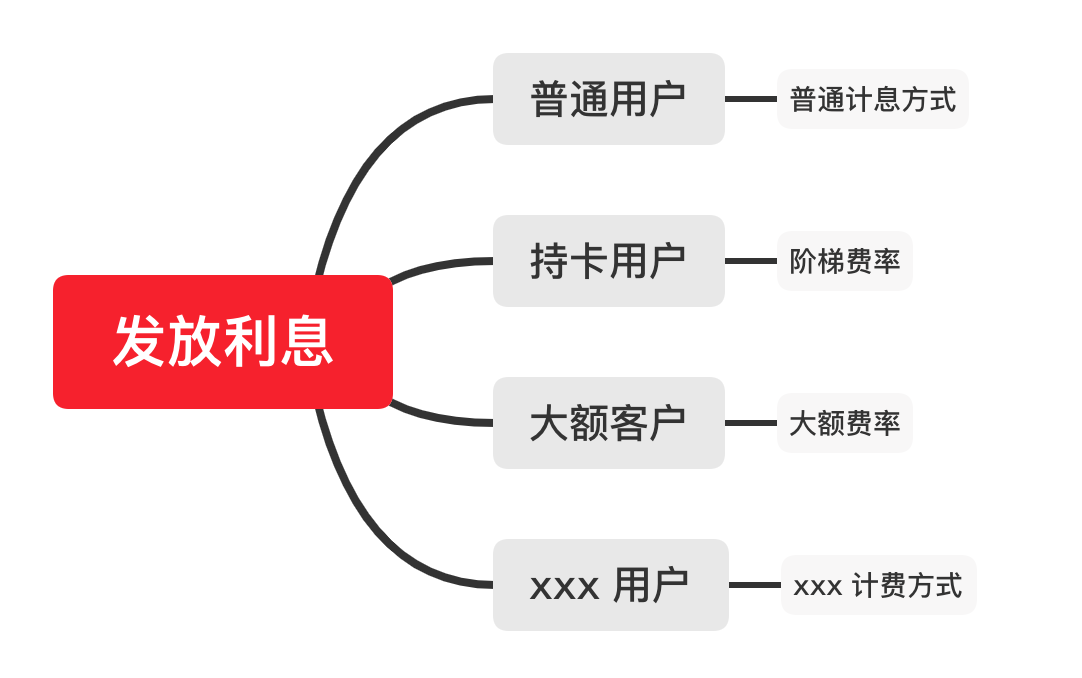 发放利息
普通用户
普通计息方式
持卡用户
阶梯费率
大额客户
大额费率
xxx 用户
xxx 计费方式